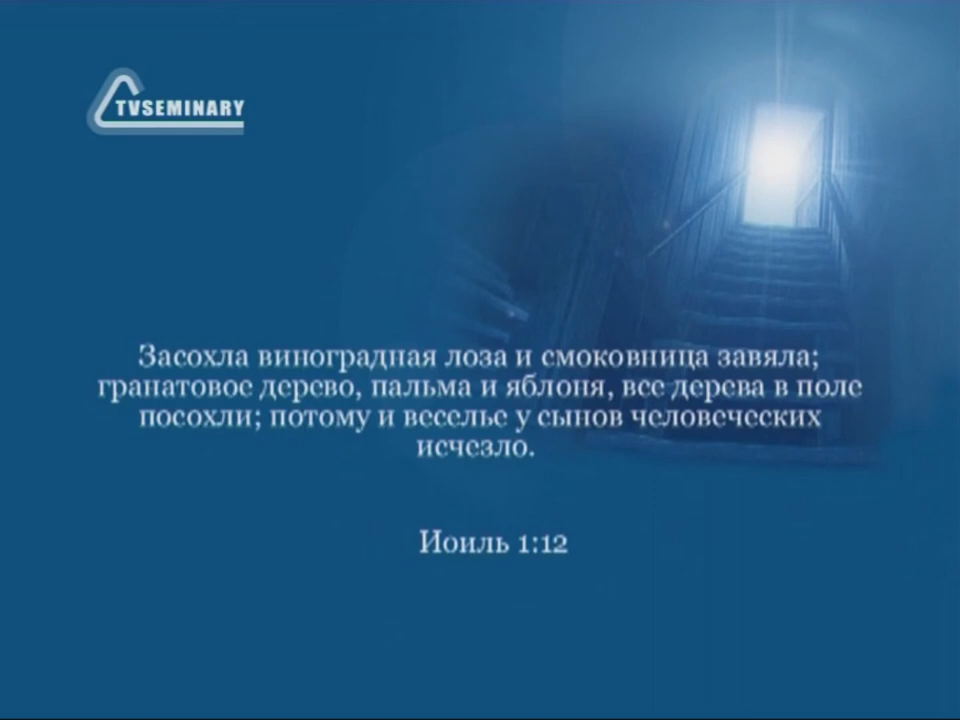 TVSEMINARY
Засохла виноградная лоза и смоковница завяла;
гранатовое дерево, пальма и яблоня, все дерева в поле
посохли; потому и веселье у сынов человеческих
исчезло.
Иоиль 1:12